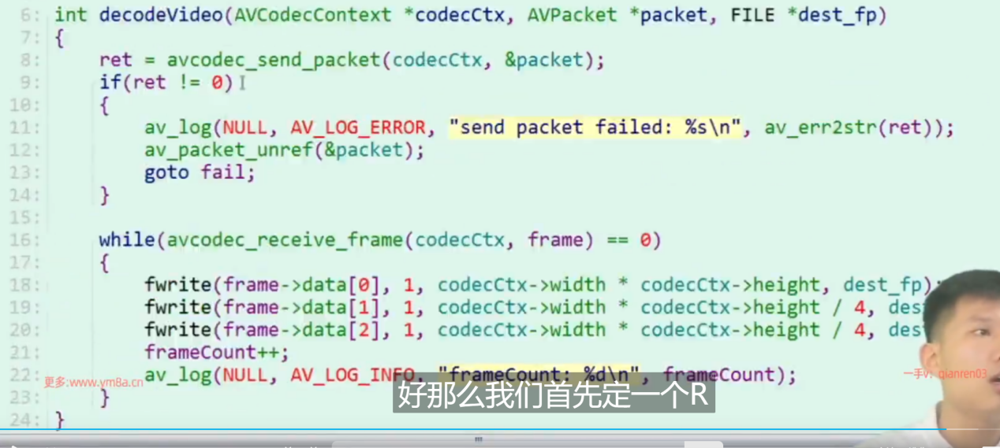 6: int decodeVideo(AVCodecContext *codecCtx, AVPacket *packet, FILE *dest_fp)
7: {
8: ret = avcodec_send_packet(codecCtx, &packet);
9: if(ret != 0)
10: {
11: av_log(NULL, AV_LOG_ERROR, "send packet failed: %s\n", av_err2str(ret));
12: av_packet_unref(&packet);
13: goto fail;
14: }
15:
16: while(avcodec_receive_frame(codecCtx, frame) == 0)
17: {
18: fwrite(frame->data[0], 1, codecCtx->width * codecCtx->height, dest_fp);
19: fwrite(frame->data[1], 1, codecCtx->width * codecCtx->height / 4, des
20: fwrite(frame->data[2], 1, codecCtx->width * codecCtx->height / 4, des
21: frameCount++;
22: av_log(NULL, AV_LOG_INFO, "frameCount: %d\n", frameCount);
更多:www.ym8a.cn
一手v: qianren03
好那么我们首先定一个R
23: }
24: }